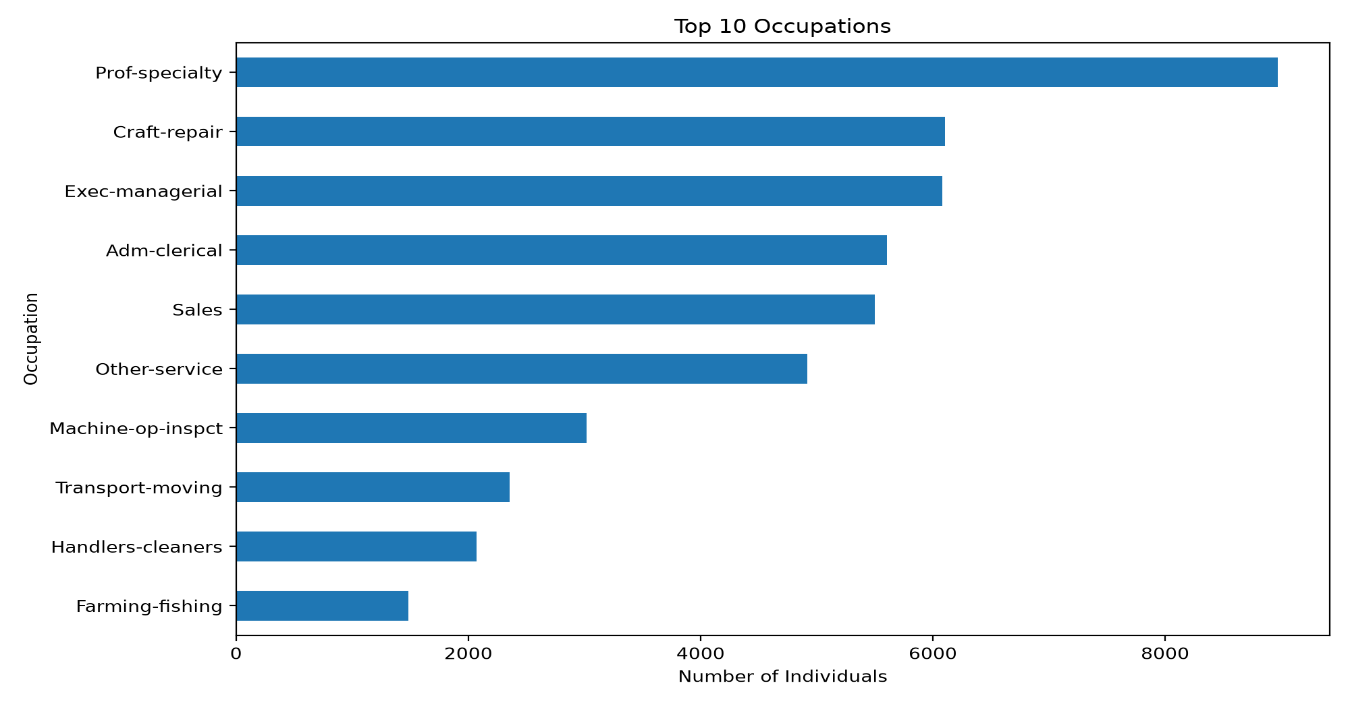 Top 10 Occupations
Prof-specialty
Craft-repair
Exec-managerial
Adm-clerical
Sales
Other-service
Machine-op-inspct
Transport-moving
Handlers-cleaners
Farming-fishing
Occupation
0 2000 4000 6000 8000
Number of Individuals